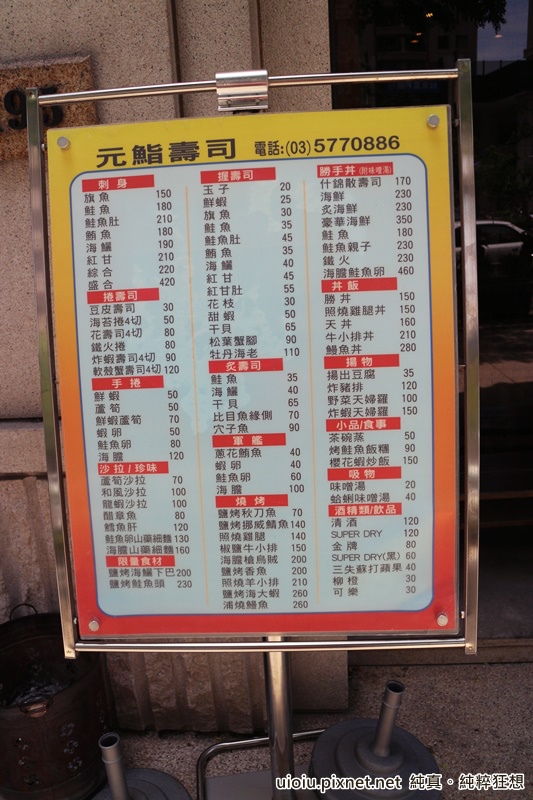 95
元鮨壽司 電話:(03)5770886
刺身
旗魚 150
鮭魚 180
鮭魚肚 210
鮪魚 180
海鱺 190
紅甘 210
綜合 220
盛合 420
捲壽司
豆皮壽司 30
海苔捲4切 50
花壽司4切 80
鐵火捲 80
炸蝦壽司4切 90
軟殼蟹壽司4切 120
手捲
鮮蝦 50
蘆筍 50
鮮蝦蘆筍 70
蝦卵 50
鮭魚卵 80
海膽 120
沙拉/珍味
蘆筍沙拉 70
和風沙拉 100
龍蝦沙拉 100
醋章魚 80
鱈魚肝 120
鮭魚卵山藥細麵 130
海膽山藥細麵 160
限量食材
鹽烤海鱺下巴 200
鹽烤鮭魚頭 230
握壽司
玉子 20
鮮蝦 25
旗魚 30
鮭魚 35
鮭魚肚 45
鮪魚 35
海鱺 40
紅甘 45
紅甘肚 55
花枝 30
甜蝦 50
干貝 65
松葉蟹腳 90
牡丹海老 110
炙壽司
鮭魚 35
海鱺 40
干貝 65
比目魚緣側 70
穴子魚 90
軍艦
蔥花鮪魚 40
蝦卵 40
鮭魚卵 60
海膽 100
燒烤
鹽烤秋刀魚 70
鹽烤挪威鯖魚 140
照燒雞腿 140
椒鹽牛小排 150
海膽槍烏賊 200
鹽烤香魚 200
照燒羊小排 210
鹽烤海大蝦 260
浦燒鰻魚 260
勝手丼(附味噌湯)
什錦散壽司 170
海鮮 230
炙海鮮 230
豪華海鮮 350
鮭魚 230
鮭魚親子 230
鐵火 230
海膽鮭魚卵 460
丼飯
勝丼 150
照燒雞腿丼 150
天丼 160
牛小排丼 210
鰻魚丼 280
揚物
揚出豆腐 35
炸豬排 120
野菜天婦羅 100
炸蝦天婦羅 150
小品/食事
茶碗蒸 50
烤鮭魚飯糰 90
櫻花蝦炒飯 150
吸物
味噌湯 20
蛤蜊味噌湯 40
酒精類/飲品
清酒 120
SUPER DRY 120
金牌 80
SUPER DRY(黑) 60
三矢蘇打蘋果 40
柳橙 30
可樂 30
uioiu.pixnet.net 純真。純粹狂想